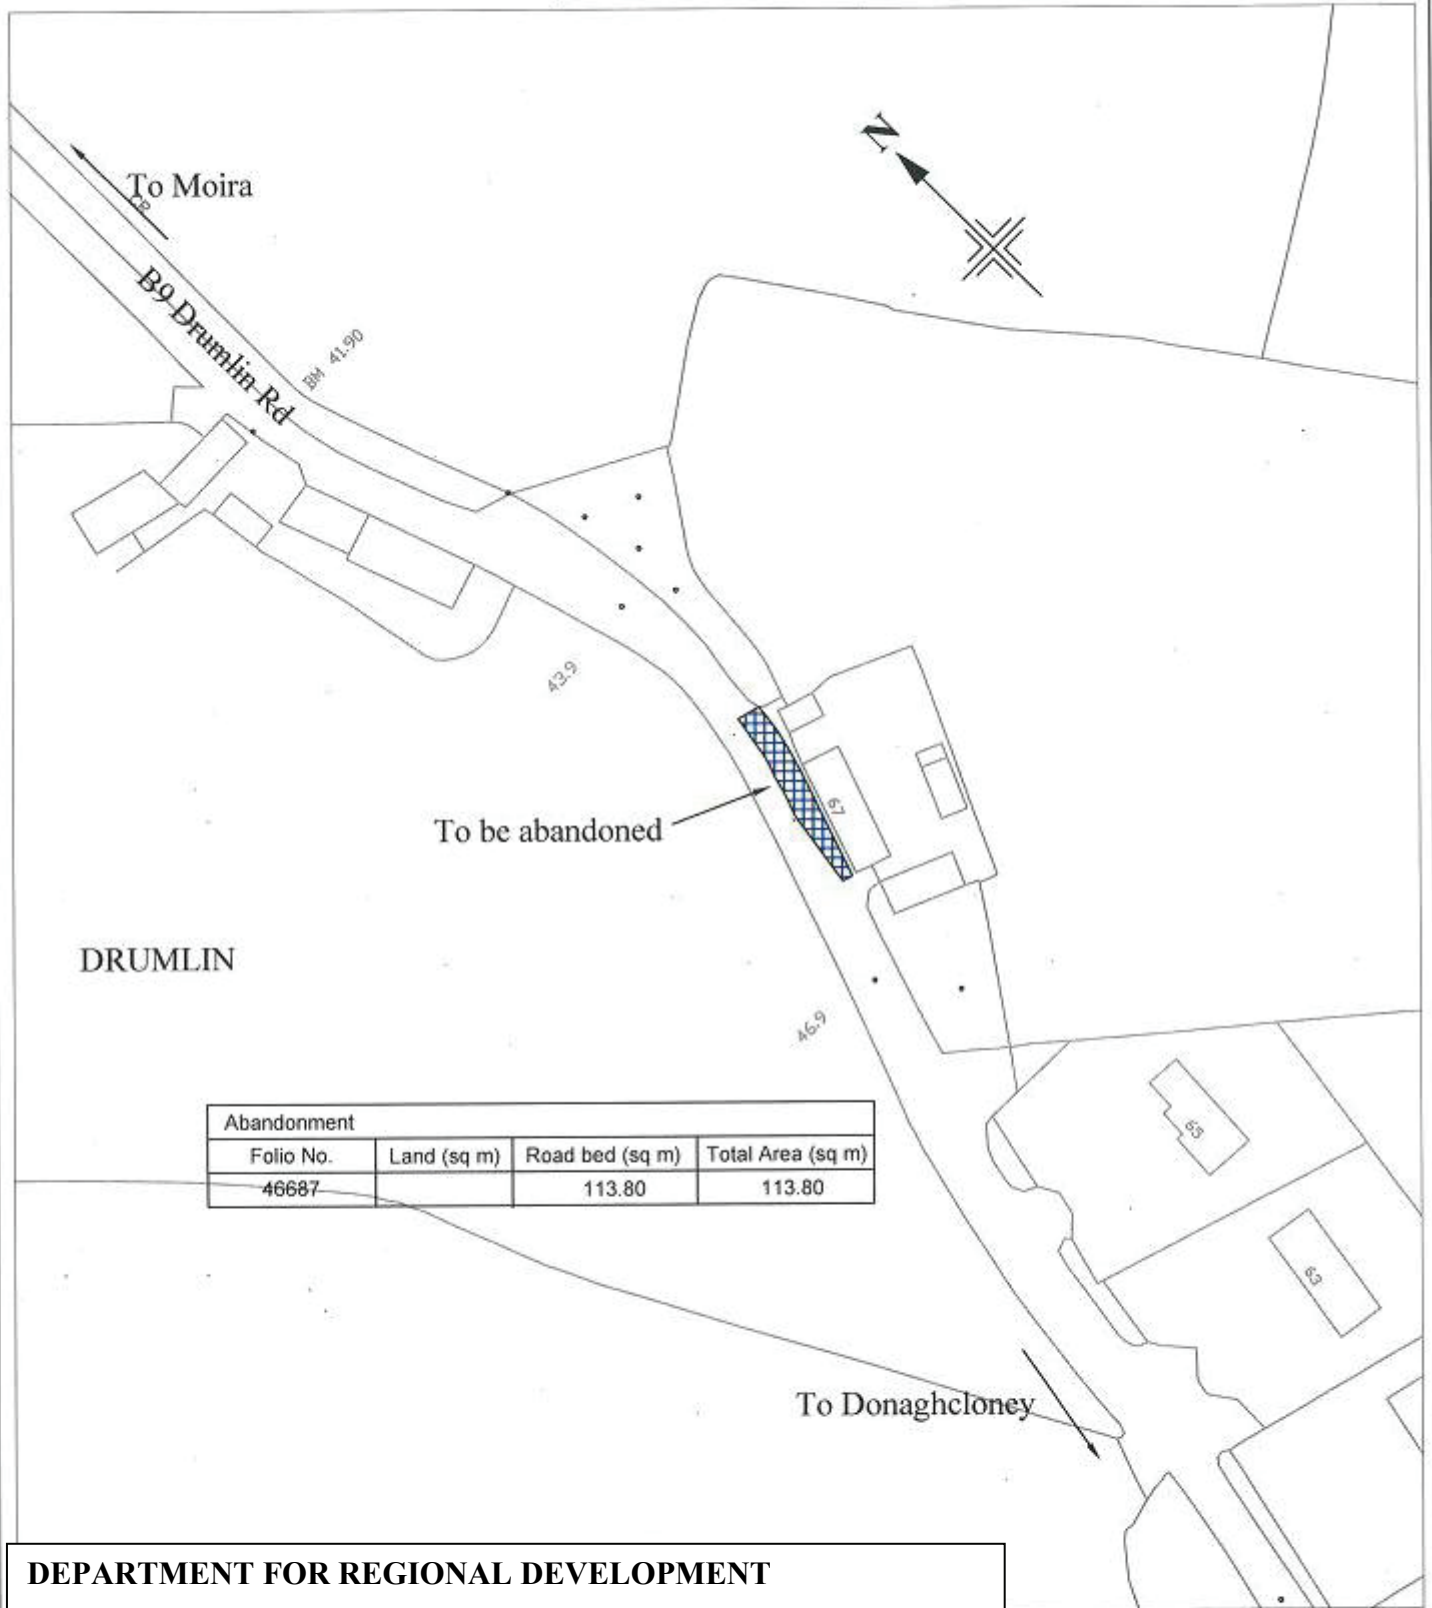 N
To Moira
CR
B9 Drumlin Rd
BM 41.90
43.9
67
To be abandoned
DRUMLIN
46.9
Abandonment
Folio No. Land (sq m) Road bed (sq m) Total Area (sq m)
46687 113.80 113.80
65
63
To Donaghcloney
DEPARTMENT FOR REGIONAL DEVELOPMENT